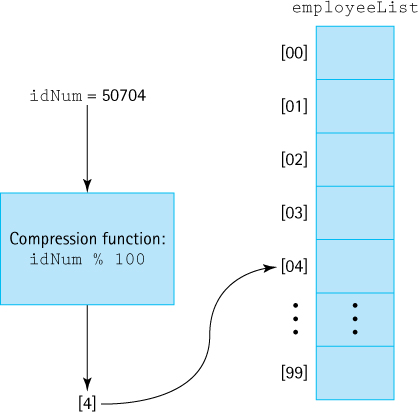 employeeList
[00]
idNum = 50704
[01]
[02]
[03]
Compression function:
idNum % 100
[04]
[99]
[4]